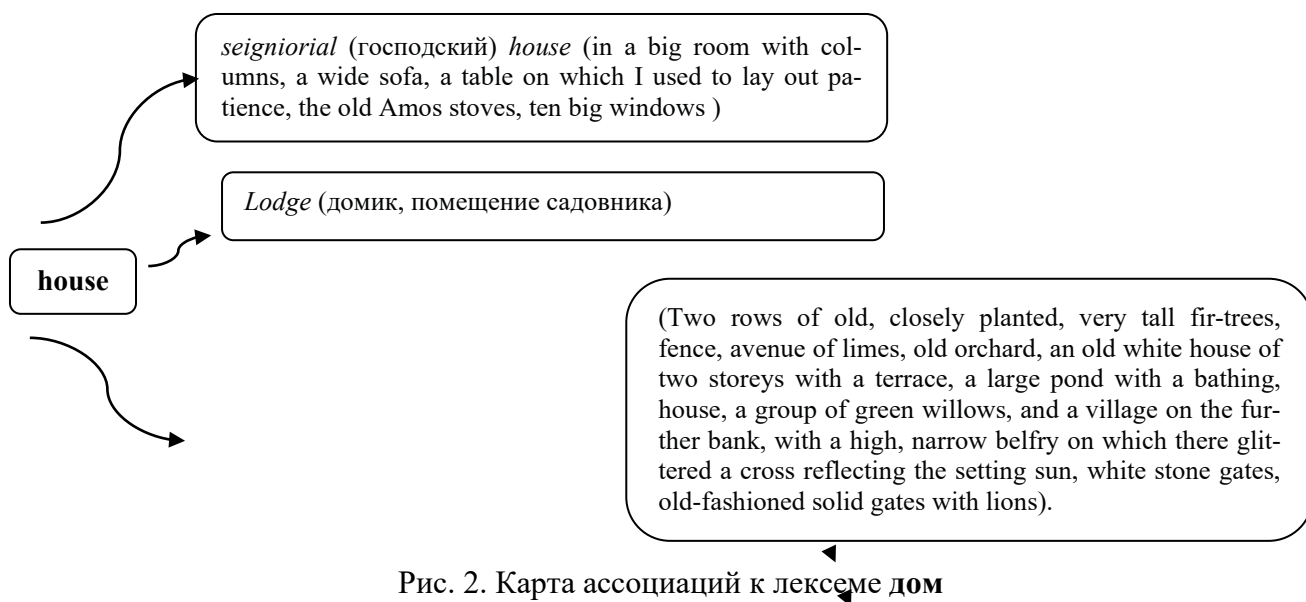 seigniorial (господский) house (in a big room with col-
umns, a wide sofa, a table on which I used to lay out pa-
tience, the old Amos stoves, ten big windows )
Lodge (домик, помещение садовника)
house
(Two rows of old, closely planted, very tall fir-trees,
fence, avenue of limes, old orchard, an old white house of
two storeys with a terrace, a large pond with a bathing,
house, a group of green willows, and a village on the fur-
ther bank, with a high, narrow belfry on which there glit-
tered a cross reflecting the setting sun, white stone gates,
old-fashioned solid gates with lions).
Рис. 2. Карта ассоциаций к лексеме дом